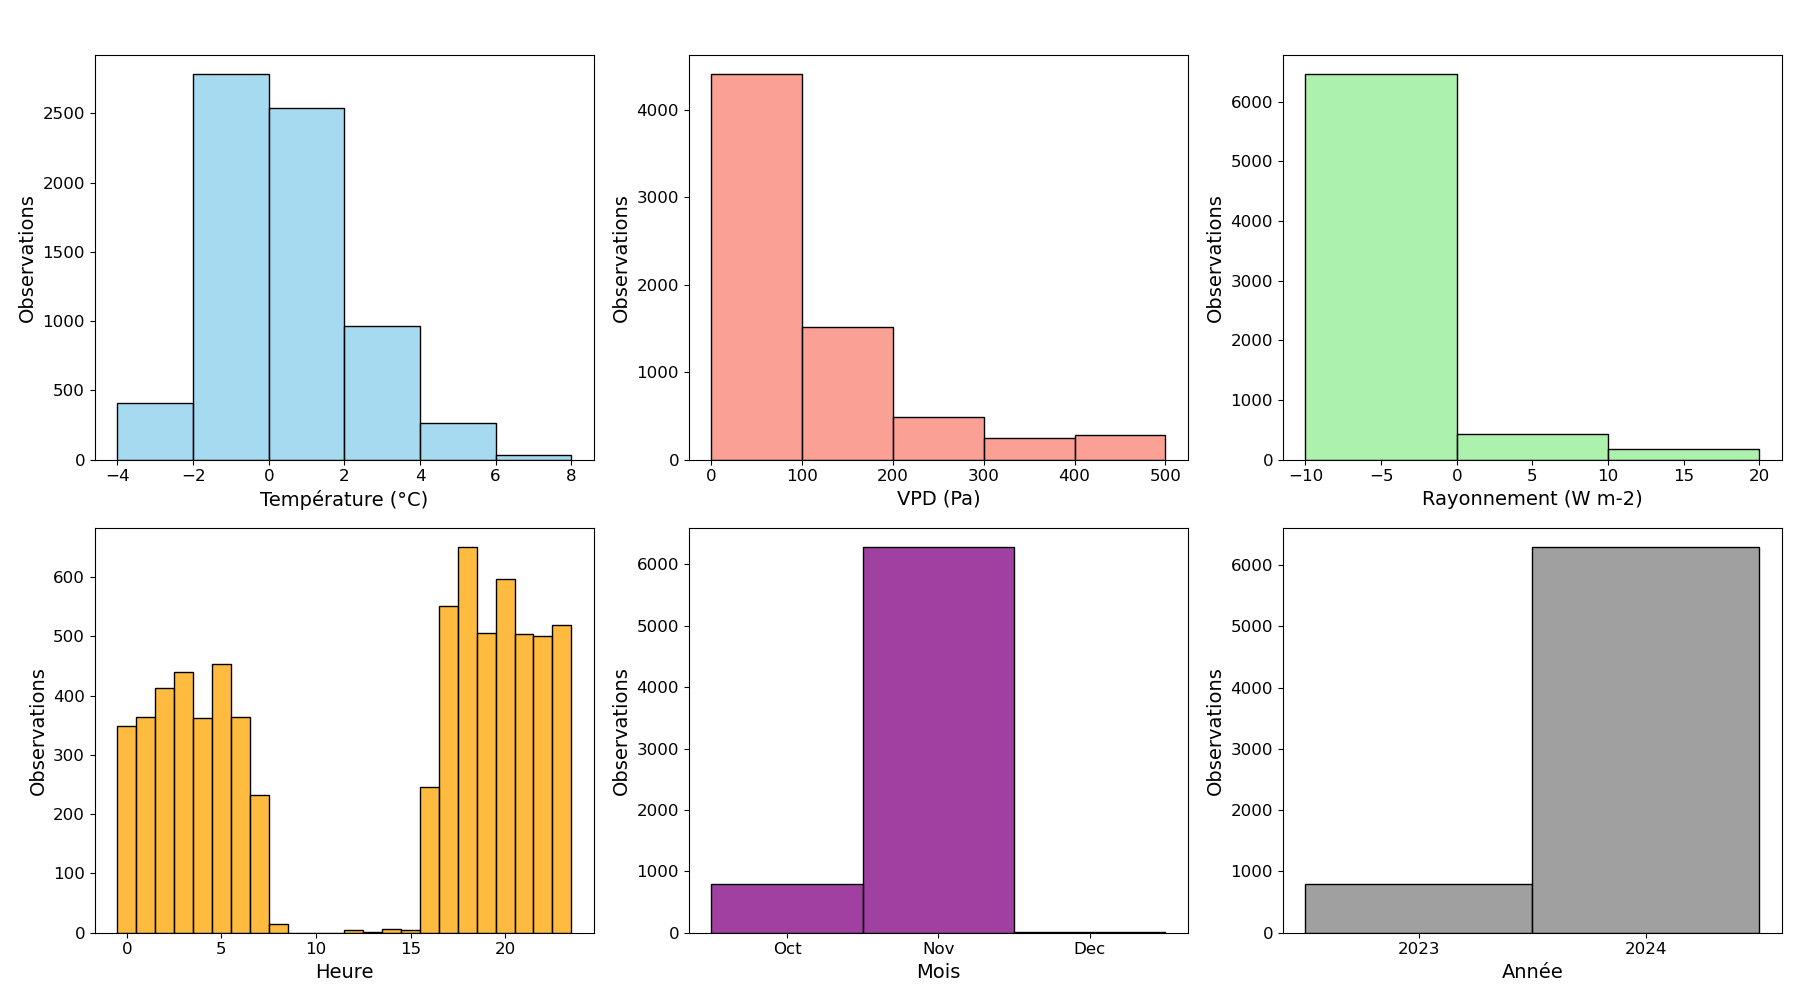 Observations
2500
2000
1500
1000
500
0
−4 −2 0 2 4 6 8
Température (°C)
Observations
4000
3000
2000
1000
0
0 100 200 300 400 500
VPD (Pa)
Observations
6000
5000
4000
3000
2000
1000
0
−10 −5 0 5 10 15 20
Rayonnement (W m-2)
Observations
600
500
400
300
200
100
0
0 5 10 15 20
Heure
Observations
6000
5000
4000
3000
2000
1000
0
Oct Nov Dec
Mois
Observations
6000
5000
4000
3000
2000
1000
0
2023 2024
Année